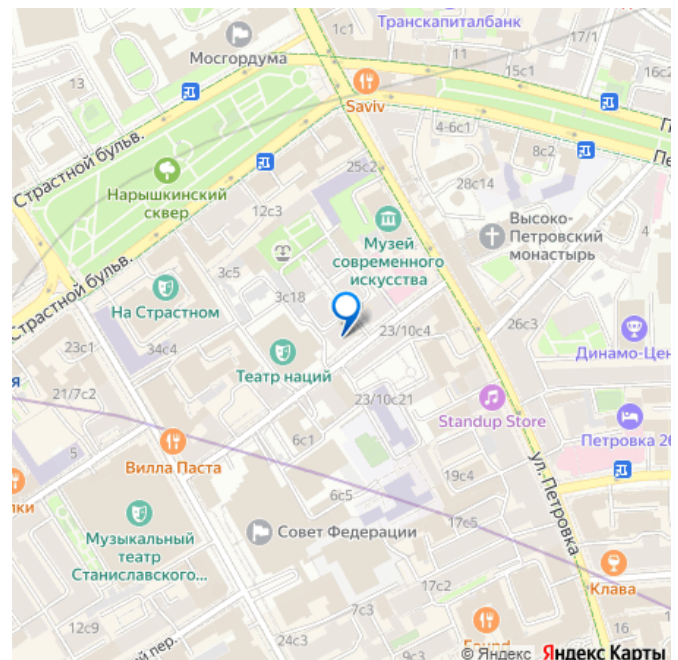 Транскапиталбанк
1с1
17/1
Мосгордума
11
15с1
16с2
13
Saviv
Страстной бульв.
4-6с1
8с2
25с2
28с14
Нарышкинский
сквер
12с3
Высоко-
Петровский
монастырь
4
Музей
современного
искусства
3с5
Страстной бульв.
На Страстном
3с18
23/10с4
26с3
23с1
34с4
Динамо-Цен
Театр наций
я
21/7с2
23/10с21
Standup Store
Петровка 26
6с1
5
Вилла Паста
ул. Петровка
19с4
лки
6с5
Музыкальный
театр
Станиславского...
Совет Федерации
17с5
17с2
Клава
7с3
12с9
й пер.
24с3
Found
16
© Яндекс Яндекс Карты